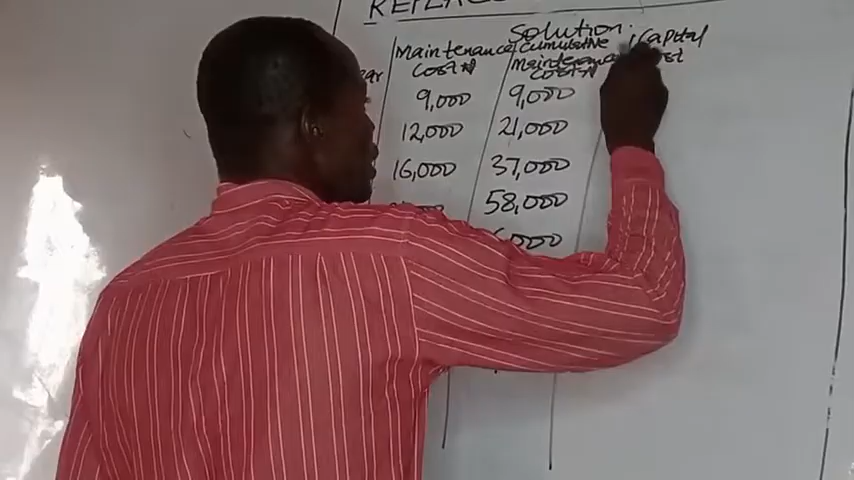 Solution.
Maintenance Cumulative Capital
Cost ₦ Maintenance
Cost ₦
9,000 9,000
12,000 21,000
16,000 37,000
58,000